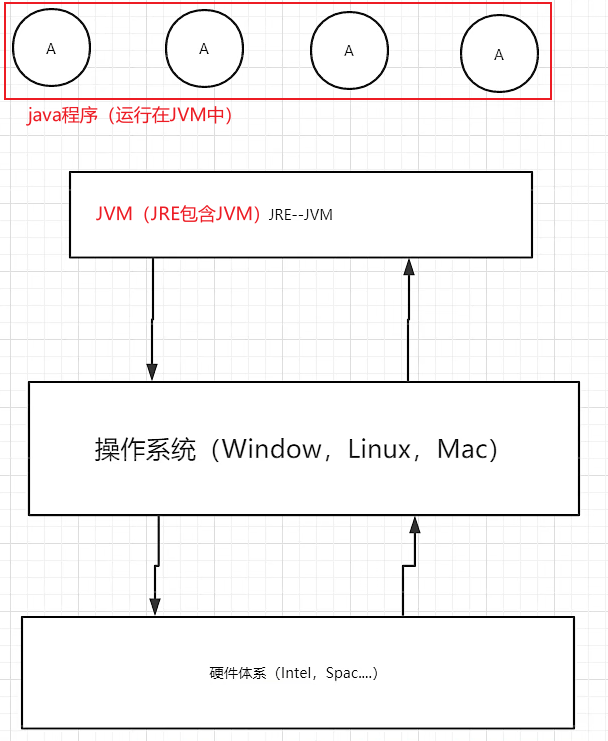 A A A A
java程序（运行在JVM中）
JVM（JRE包含JVM）JRE--JVM
操作系统（Window，Linux，Mac）
硬件体系（Intel，Spac....）